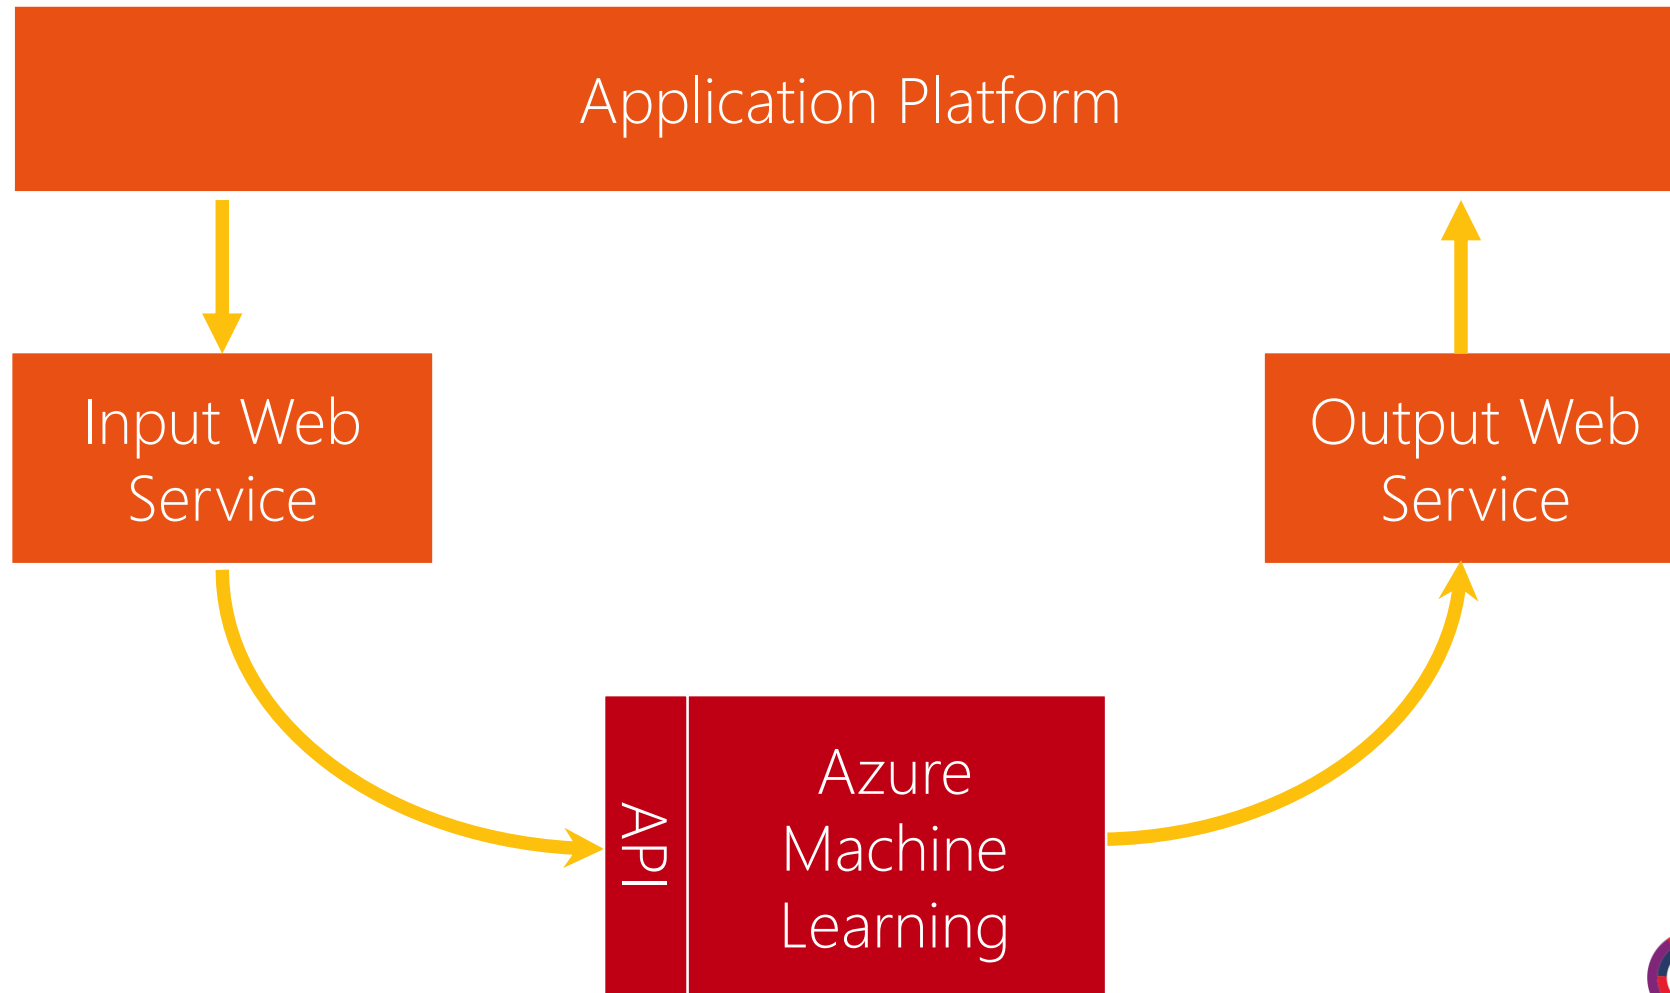 Application Platform
Input Web
Service
Output Web
Service
API
Azure
Machine
Learning